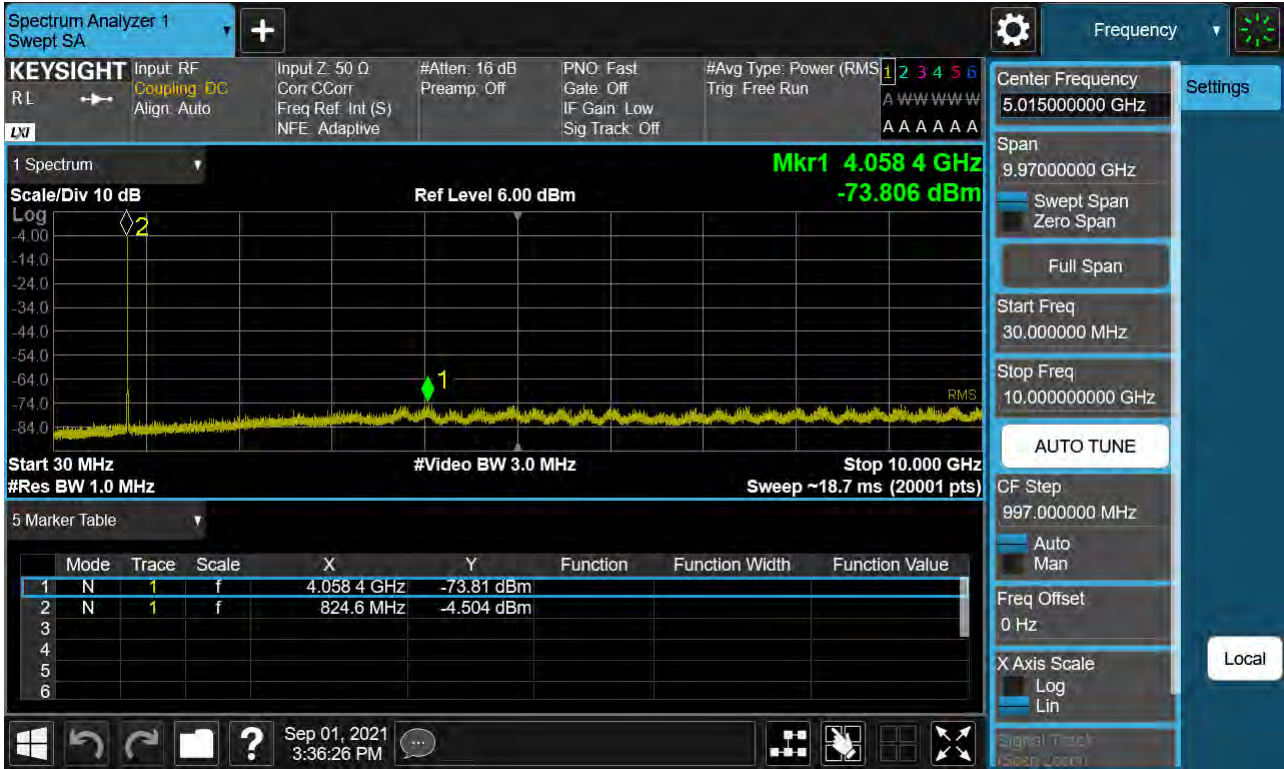 Spectrum Analyzer 1
Swept SA
Frequency
KEYSIGHT
RL
LXI
Input: RF
Coupling: DC
Align: Auto
Input Z: 50 Ω
Corr CCorr
Freq Ref: Int (S)
NFE: Adaptive
#Atten: 16 dB
Preamp: Off
PNO: Fast
Gate: Off
IF Gain: Low
Sig Track: Off
#Avg Type: Power (RMS
Trig: Free Run
1 2 3 4 5 6
A W W W W W
A A A A A A
1 Spectrum
Mkr1 4.058 4 GHz
-73.806 dBm
Scale/Div 10 dB
Ref Level 6.00 dBm
Log
-4.00
-14.0
-24.0
-34.0
-44.0
-54.0
-64.0
-74.0
-84.0
2
1
RMS
Start 30 MHz
#Video BW 3.0 MHz
Stop 10.000 GHz
#Res BW 1.0 MHz
Sweep ~18.7 ms (20001 pts)
5 Marker Table
Mode Trace Scale X Y Function Function Width Function Value
1 N 1 f 4.058 4 GHz -73.81 dBm
2 N 1 f 824.6 MHz -4.504 dBm
3
4
5
6
Sep 01, 2021
3:36:26 PM
Center Frequency
5.015000000 GHz
Settings
Span
9.97000000 GHz
Swept Span
Zero Span
Full Span
Start Freq
30.000000 MHz
Stop Freq
10.000000000 GHz
AUTO TUNE
CF Step
997.000000 MHz
Auto
Man
Freq Offset
0 Hz
X Axis Scale
Log
Lin
Local
Signal Track
(Span Zoom)